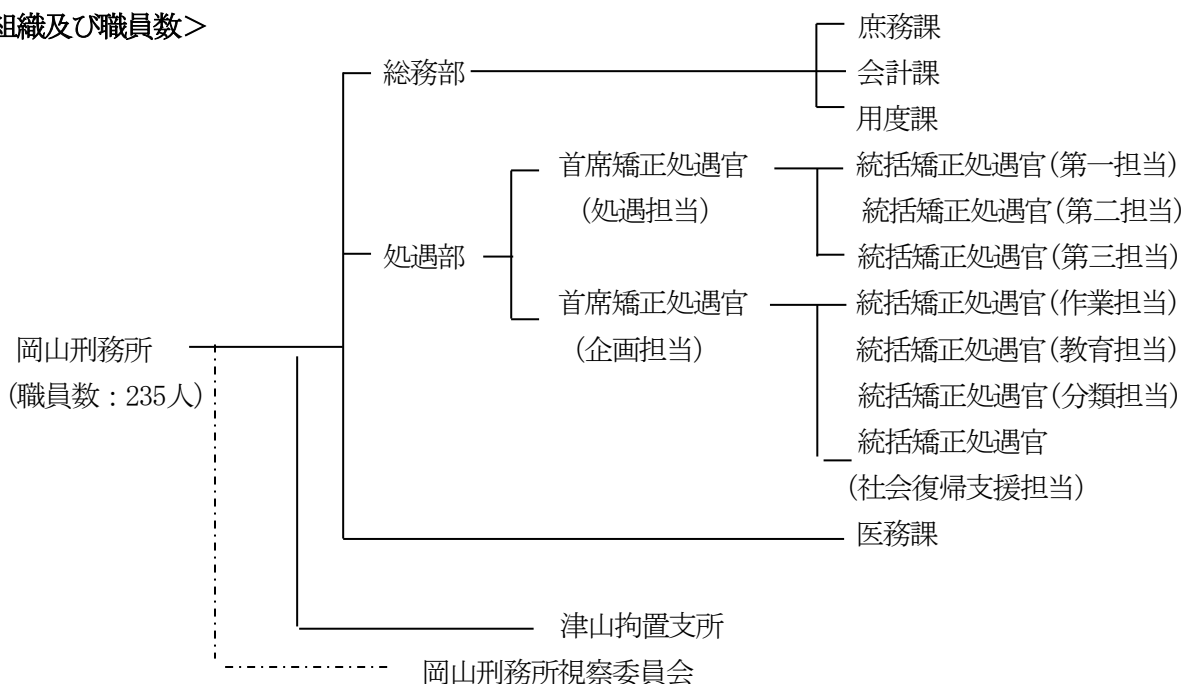 組織及び職員数＞
庶務課
総務部
会計課
用度課
首席矯正処遇官
(処遇担当)
統括矯正処遇官(第一担当)
統括矯正処遇官(第二担当)
処遇部
統括矯正処遇官(第三担当)
首席矯正処遇官
(企画担当)
統括矯正処遇官(作業担当)
岡山刑務所
(職員数：235人)
統括矯正処遇官(教育担当)
統括矯正処遇官(分類担当)
統括矯正処遇官
(社会復帰支援担当)
医務課
津山拘置支所
岡山刑務所視察委員会